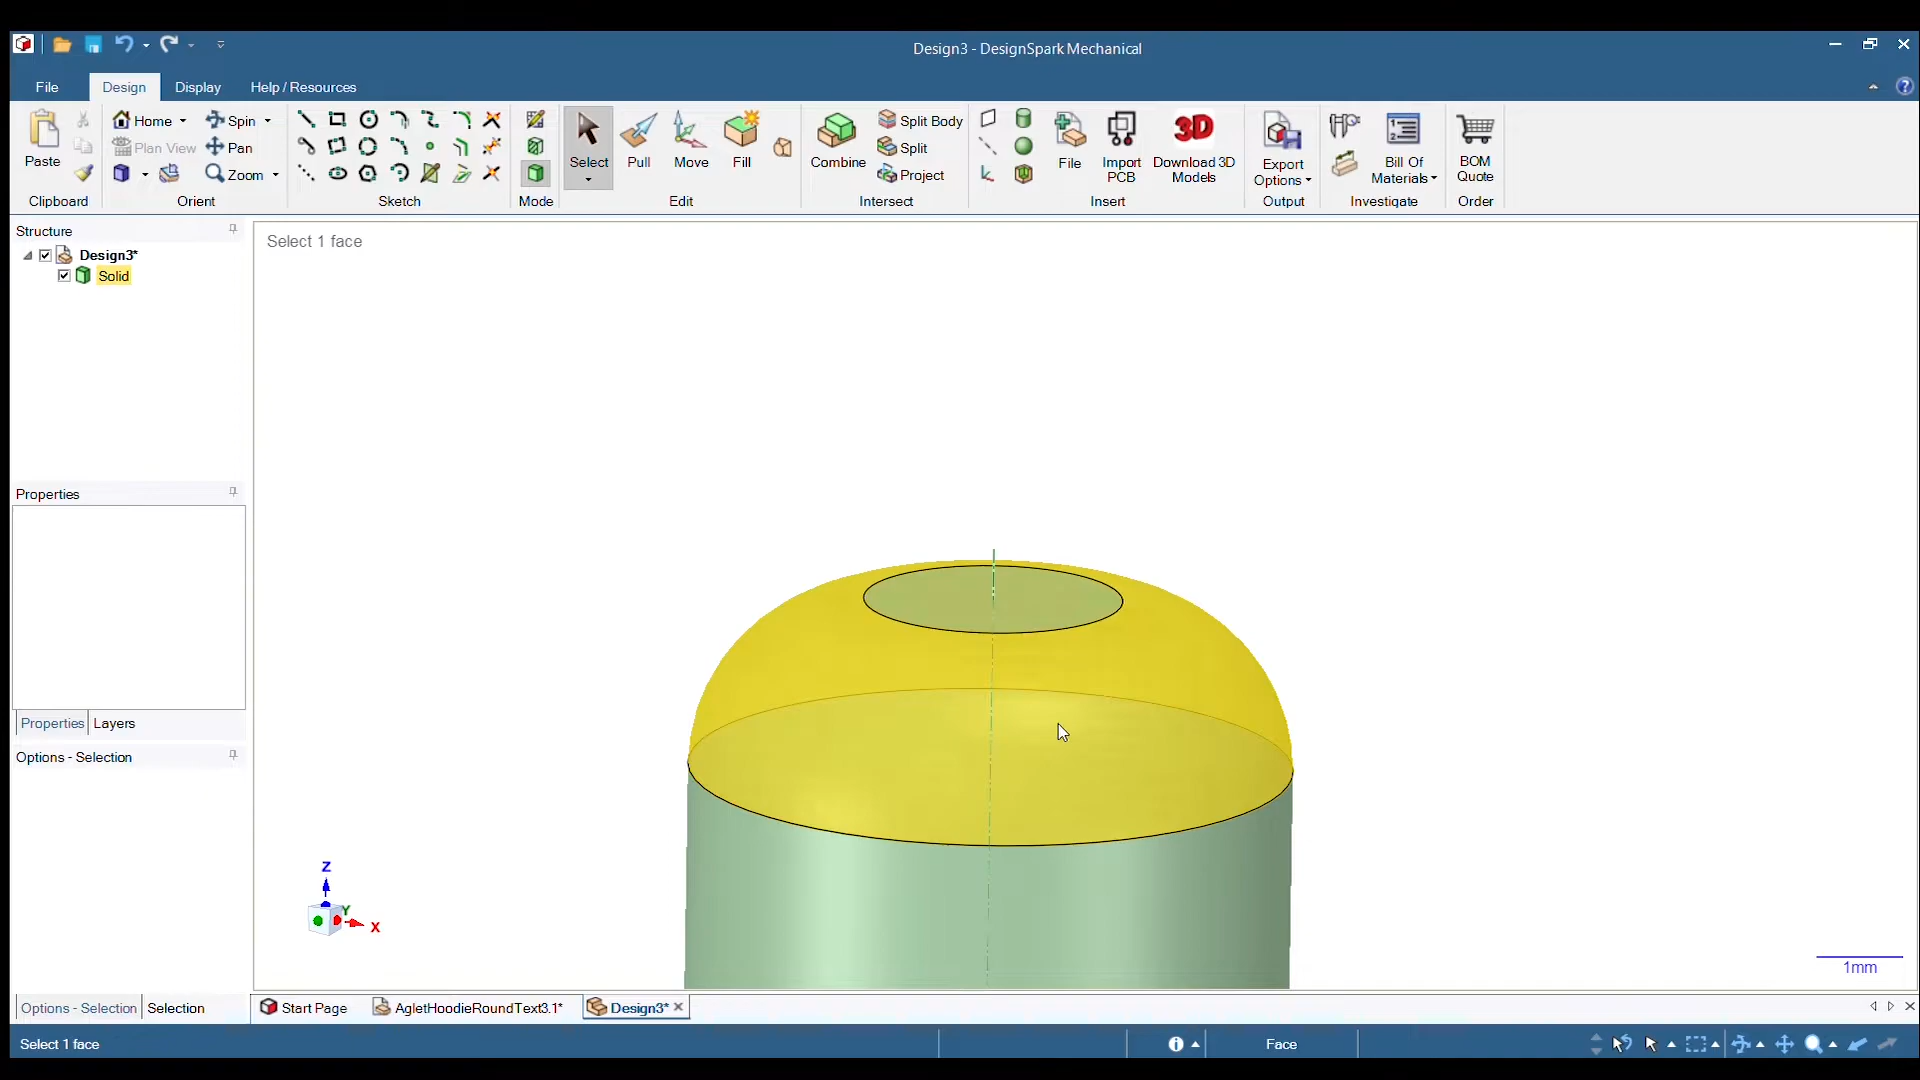 Design3 - DesignSpark Mechanical
File Design Display Help / Resources
Paste
Home Spin
Plan View Pan
Zoom
Select Pull Move Fill
Combine
Split Body
Split
Project
File
Import PCB
Download 3D Models
3D
Export Options
Bill Of Materials
BOM Quote
Clipboard Orient Sketch Mode Edit Intersect Insert Output Investigate Order
Structure
Design3*
Solid
Select 1 face
Properties
Properties Layers
Options - Selection
Z
Y
X
1mm
Options - Selection Selection
Start Page AgletHoodieRoundText3.1* Design3*
Select 1 face
Face